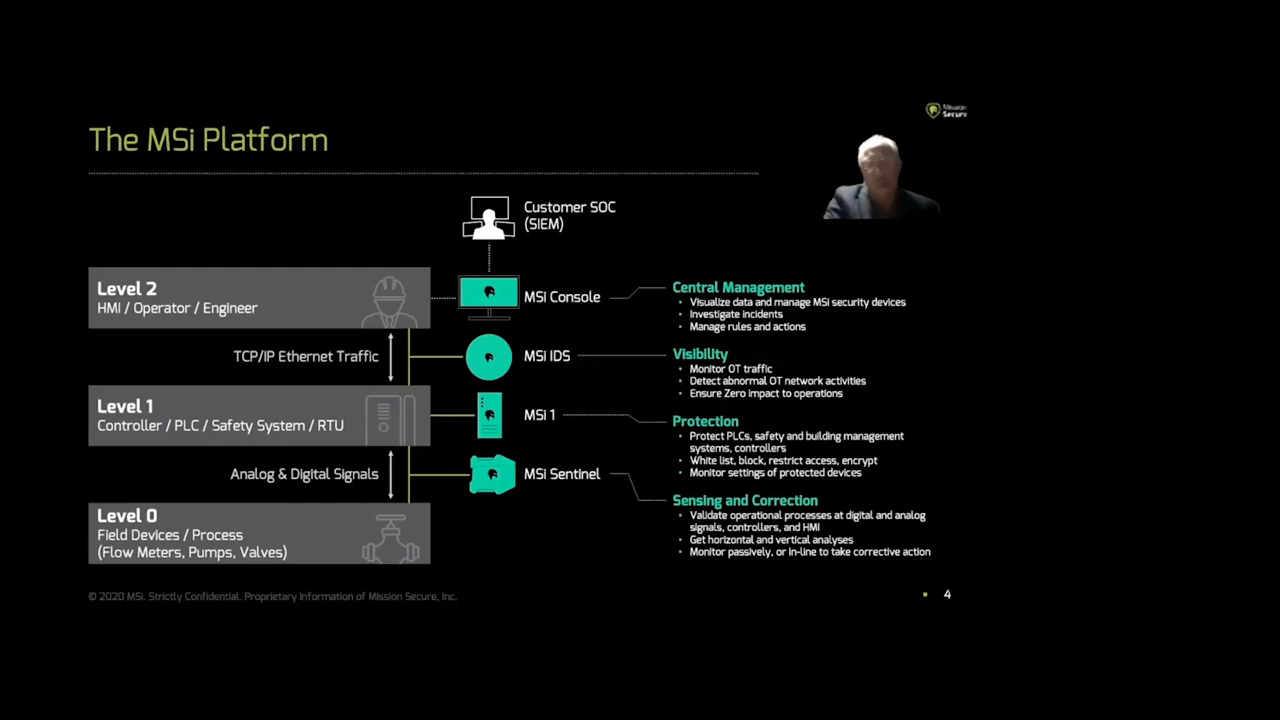 The MSi Platform
Mission
Secure
Customer SOC
(SIEM)
Level 2
HMI / Operator / Engineer
MSi Console
Central Management
• Visualize data and manage MSi security devices
• Investigate incidents
• Manage rules and actions
TCP/IP Ethernet Traffic
MSi IDS
Visibility
• Monitor OT traffic
• Detect abnormal OT network activities
• Ensure Zero impact to operations
Level 1
Controller / PLC / Safety System / RTU
MSi 1
Protection
• Protect PLCs, safety and building management
systems, controllers
• White list, block, restrict access, encrypt
• Monitor settings of protected devices
Analog & Digital Signals
MSi Sentinel
Sensing and Correction
• Validate operational processes at digital and analog
signals, controllers, and HMI
• Get horizontal and vertical analyses
• Monitor passively, or in-line to take corrective action
Level 0
Field Devices / Process
(Flow Meters, Pumps, Valves)
© 2020 MSi. Strictly Confidential. Proprietary Information of Mission Secure, Inc.
• 4